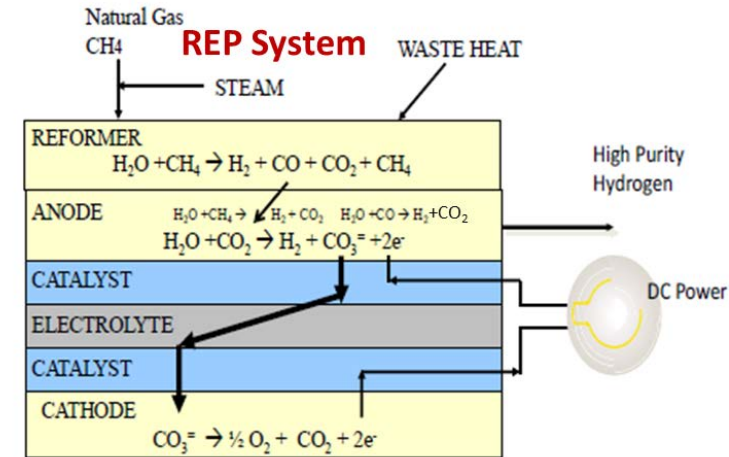 Natural Gas
CH4
REP System
WASTE HEAT
STEAM
REFORMER
H₂O +CH₄ → H₂ + CO + CO₂ + CH₄
High Purity
Hydrogen
ANODE
H₂O +CH₄ → H₂ + CO₂ H₂O +CO → H₂+CO₂
H₂O +CO₂ → H₂ + CO₃⁼ +2e⁻
CATALYST
DC Power
ELECTROLYTE
CATALYST
CATHODE
CO₃⁼ → ½ O₂ + CO₂ + 2e⁻